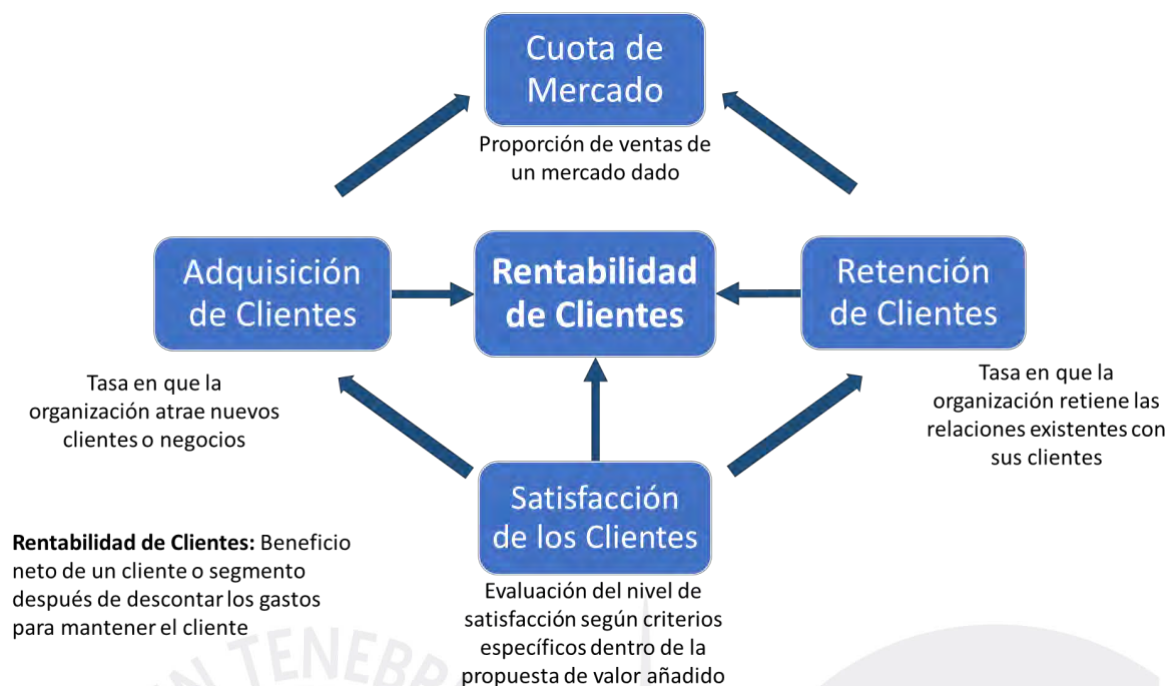 Cuota de
Mercado
Proporción de ventas de
un mercado dado
Adquisición
de Clientes
Rentabilidad
de Clientes
Retención
de Clientes
Tasa en que la
organización atrae nuevos
clientes o negocios
Tasa en que la
organización retiene las
relaciones existentes con
sus clientes
Satisfacción
de los Clientes
Rentabilidad de Clientes: Beneficio
neto de un cliente o segmento
después de descontar los gastos
para mantener el cliente
Evaluación del nivel de
satisfacción según criterios
específicos dentro de la
propuesta de valor añadido